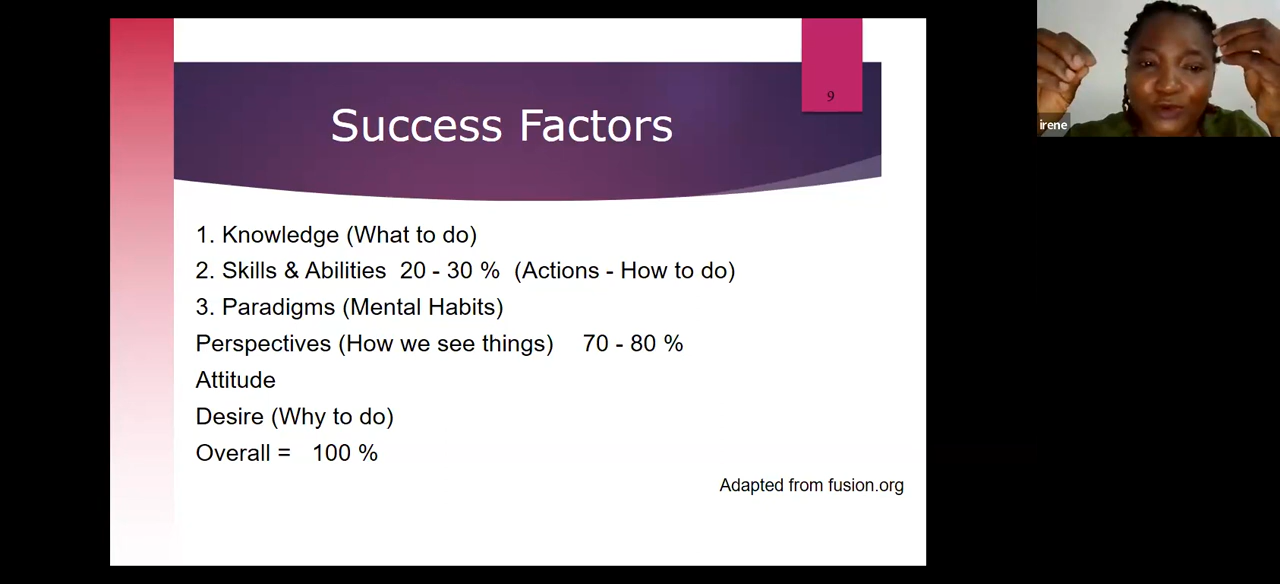 9
Success Factors
1. Knowledge (What to do)
2. Skills & Abilities 20 - 30 % (Actions - How to do)
3. Paradigms (Mental Habits)
Perspectives (How we see things) 70 - 80 %
Attitude
Desire (Why to do)
Overall = 100 %
Adapted from fusion.org
irene